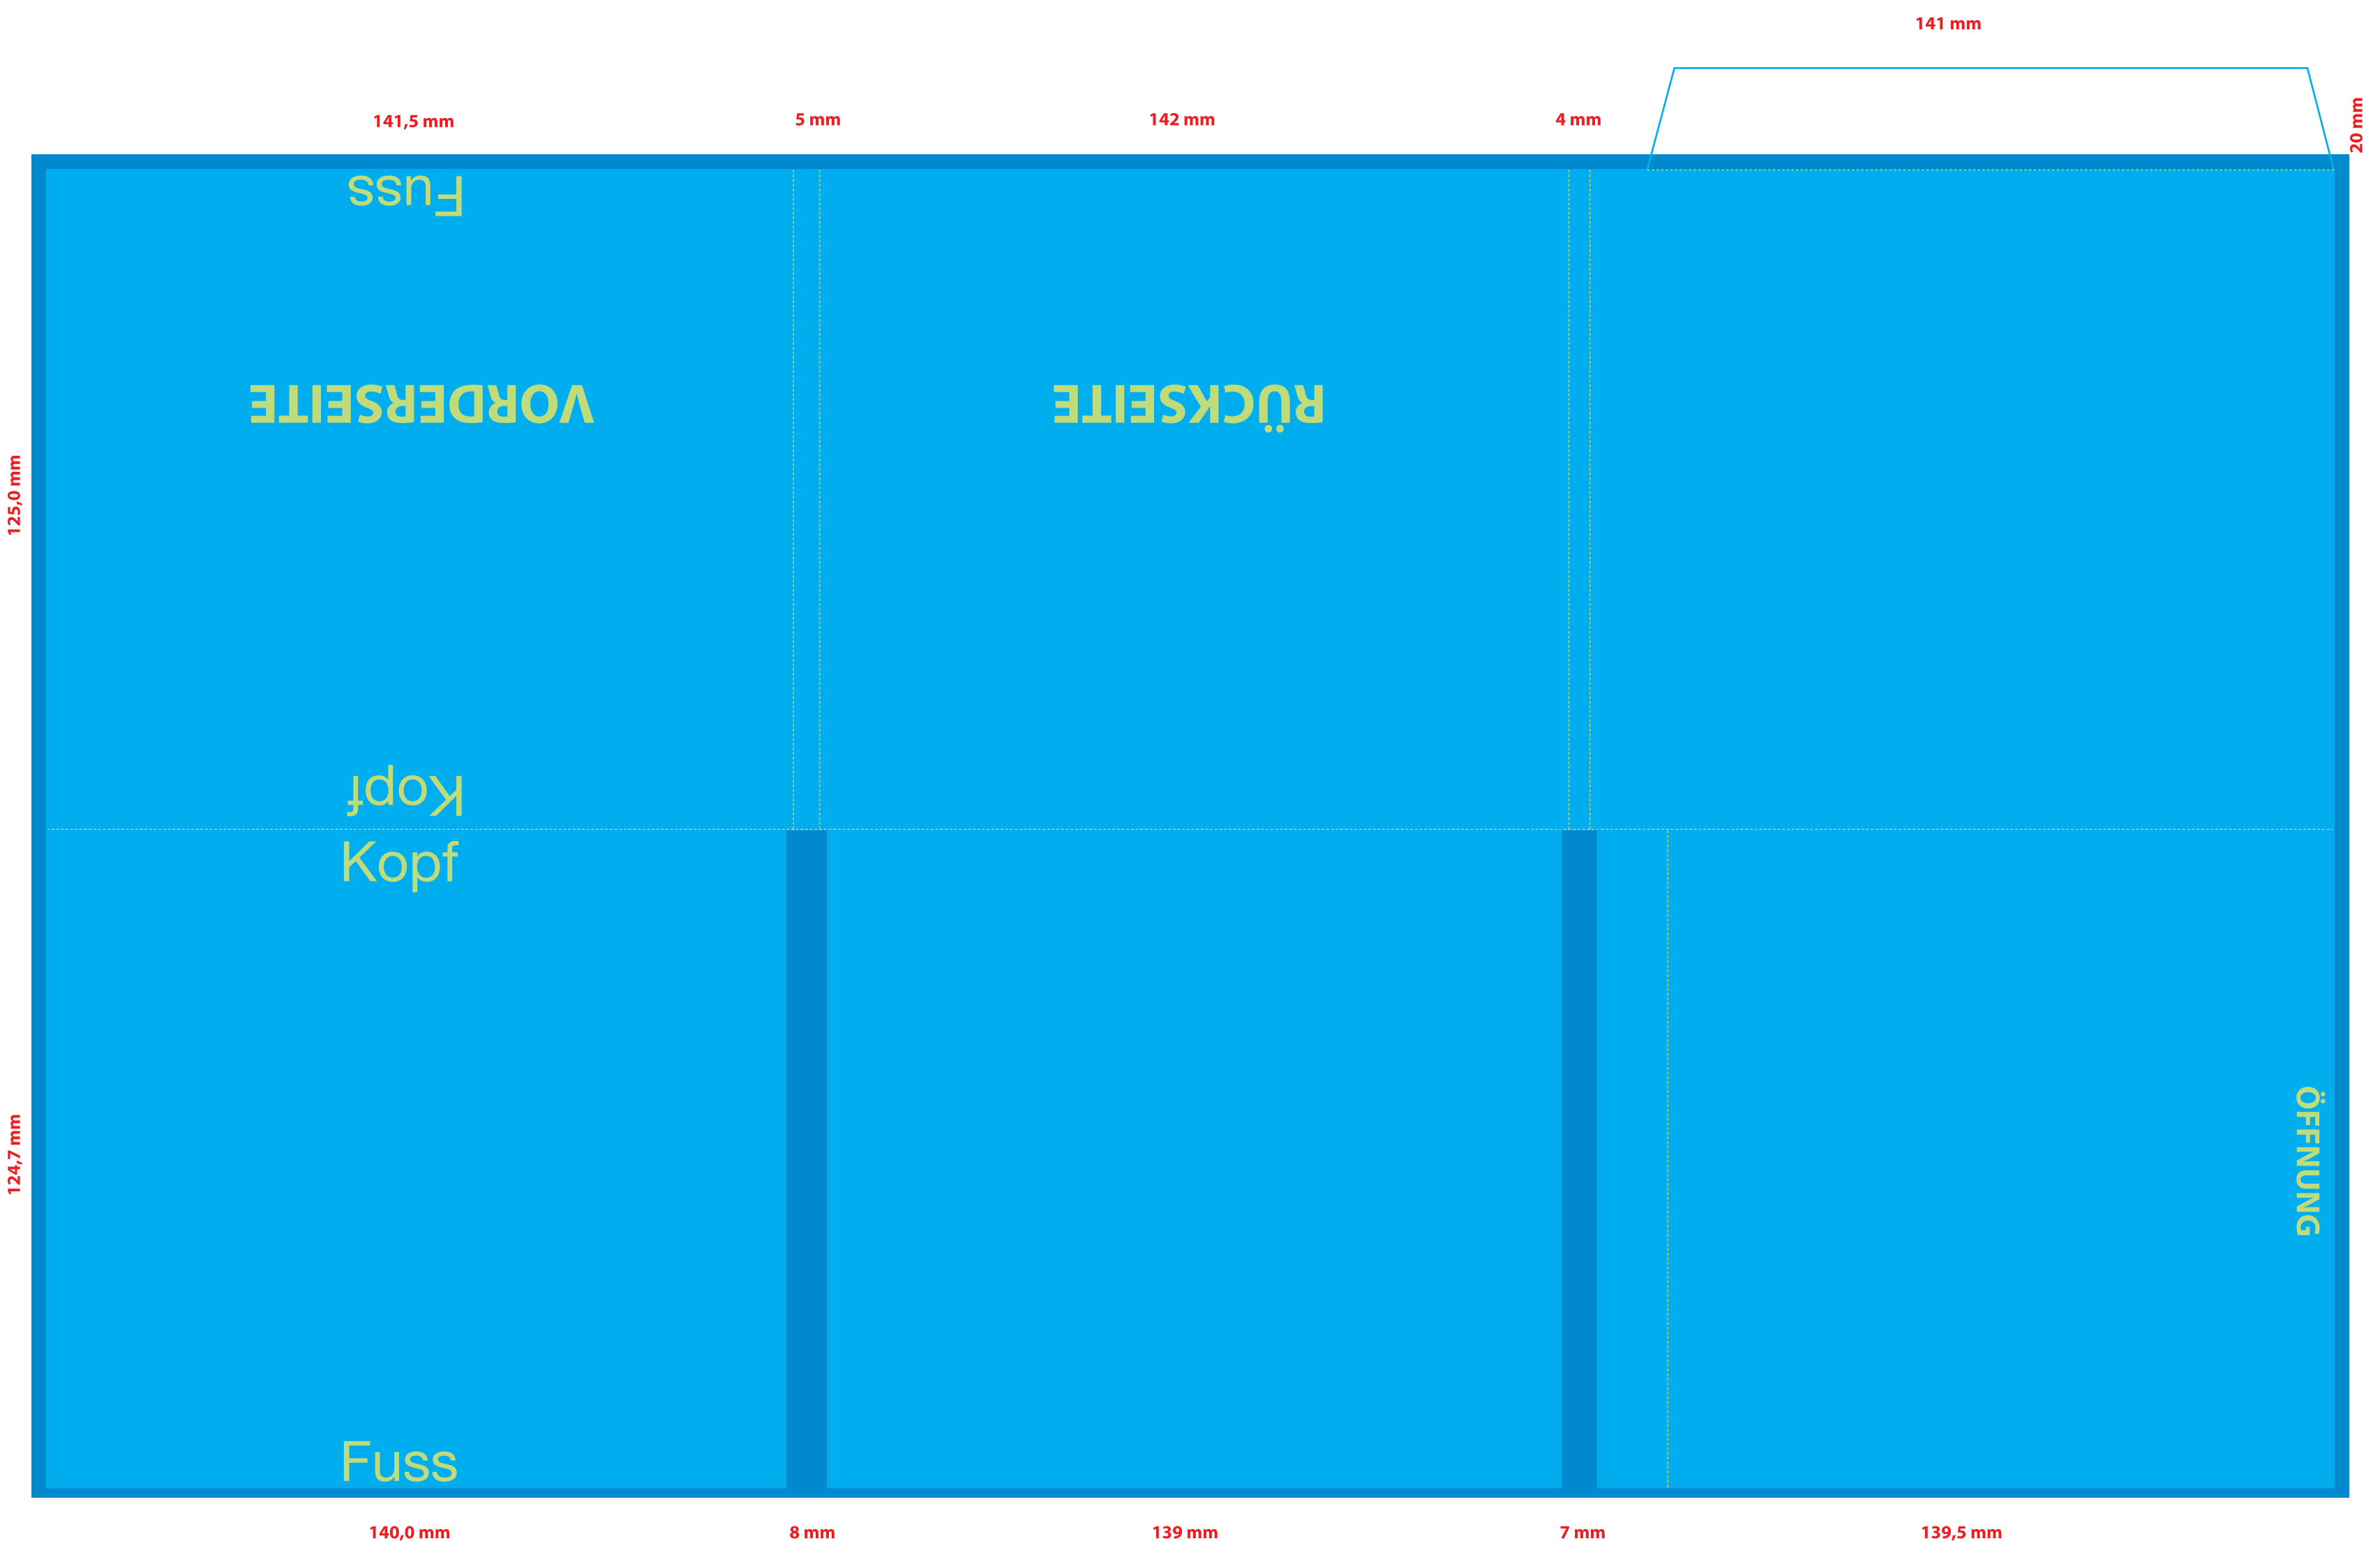 141 mm
141,5 mm
5 mm
142 mm
4 mm
20 mm
Fuss
VORDERSEITE
RÜCKSEITE
125,0 mm
Kopf
Kopf
124,7 mm
ÖFFNUNG
Fuss
140,0 mm
8 mm
139 mm
7 mm
139,5 mm